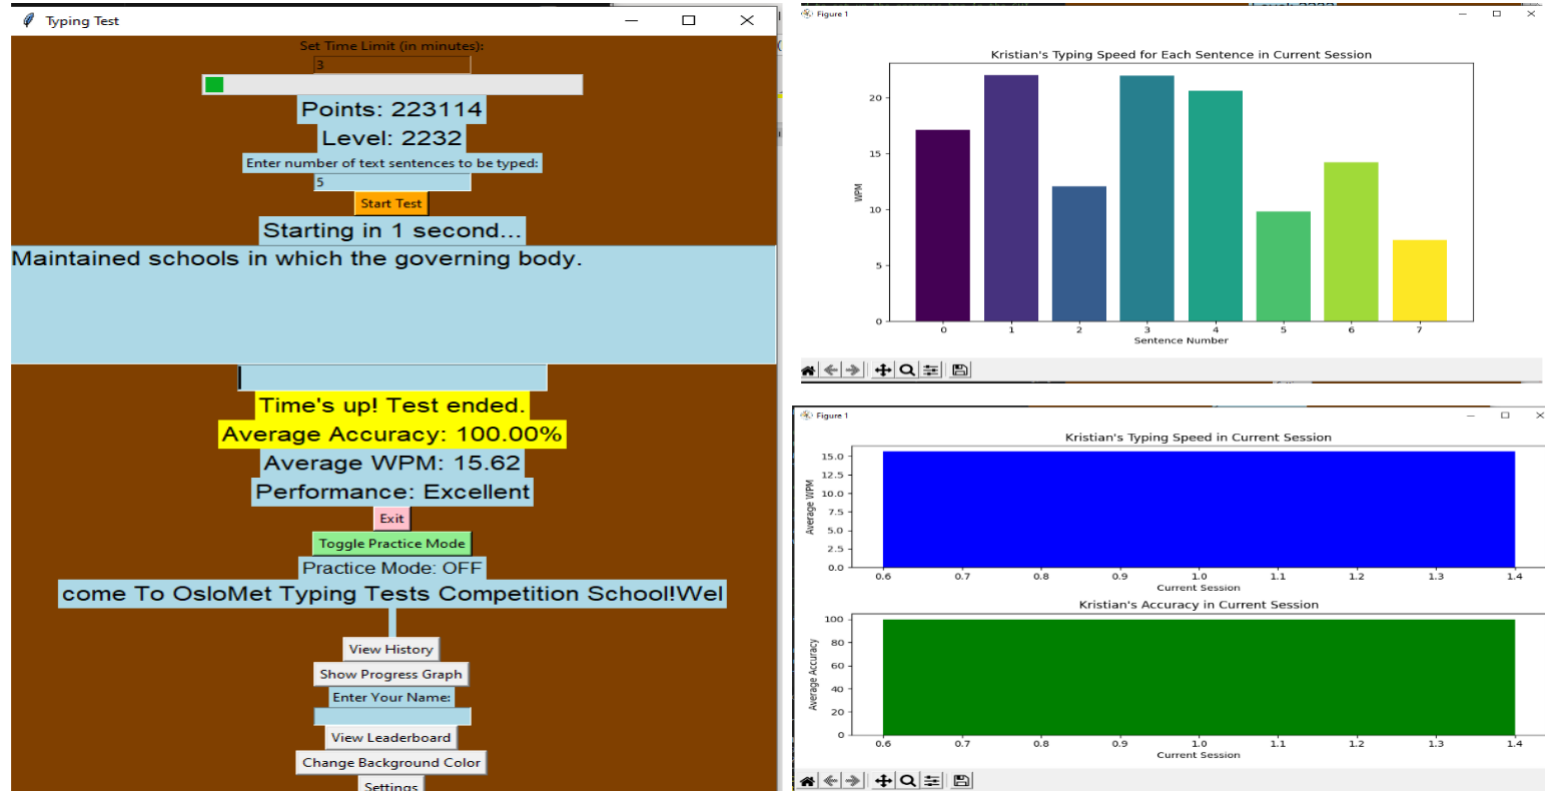 Typing Test
Set Time Limit (in minutes):
3
Points: 223114
Level: 2232
Enter number of text sentences to be typed:
5
Start Test
Starting in 1 second...
Maintained schools in which the governing body.
Time's up! Test ended.
Average Accuracy: 100.00%
Average WPM: 15.62
Performance: Excellent
Exit
Toggle Practice Mode
Practice Mode: OFF
come To OsloMet Typing Tests Competition School!Wel
View History
Show Progress Graph
Enter Your Name:
View Leaderboard
Change Background Color
Settings
Figure 1
Kristian's Typing Speed for Each Sentence in Current Session
WPM
20
15
10
5
0
0 1 2 3 4 5 6 7
Sentence Number
Figure 1
Kristian's Typing Speed in Current Session
Average WPM
15.0
12.5
10.0
7.5
5.0
2.5
0.0
0.6 0.7 0.8 0.9 1.0 1.1 1.2 1.3 1.4
Current Session
Kristian's Accuracy in Current Session
Average Accuracy
100
80
60
40
20
0
0.6 0.7 0.8 0.9 1.0 1.1 1.2 1.3 1.4
Current Session